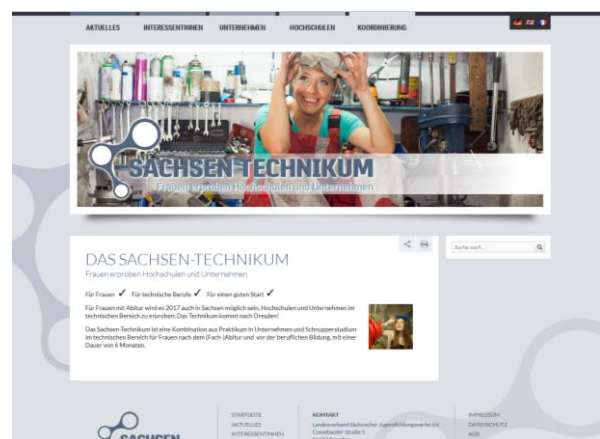 AKTUELLES INTERESSENTINNEN UNTERNEHMEN HOCHSCHULEN KOORDINIERUNG
SACHSEN-TECHNIKUM
Frauen erproben Hochschulen und Unternehmen
Suche nach...
DAS SACHSEN-TECHNIKUM
Frauen erproben Hochschulen und Unternehmen
Für Frauen ✓ Für technische Berufe ✓ Für einen guten Start ✓
Für Frauen mit Abitur wird es 2017 auch in Sachsen möglich sein, Hochschulen und Unternehmen im
technischen Bereich zu erproben: Das Technikum kommt nach Dresden!
Das Sachsen-Technikum ist eine Kombination aus Praktikum in Unternehmen und Schnupperstudium
im technischen Bereich für Frauen nach dem (Fach-)Abitur und vor der beruflichen Bildung, mit einer
Dauer von 6 Monaten.
SACHSEN
STARTSEITE
AKTUELLES
INTERESSENTINNEN
KONTAKT
Landesverband Sächsischer Jugendbildungswerke e.V.
Cossebauder Straße 5
IMPRESSUM
DATENSCHUTZ
AGB